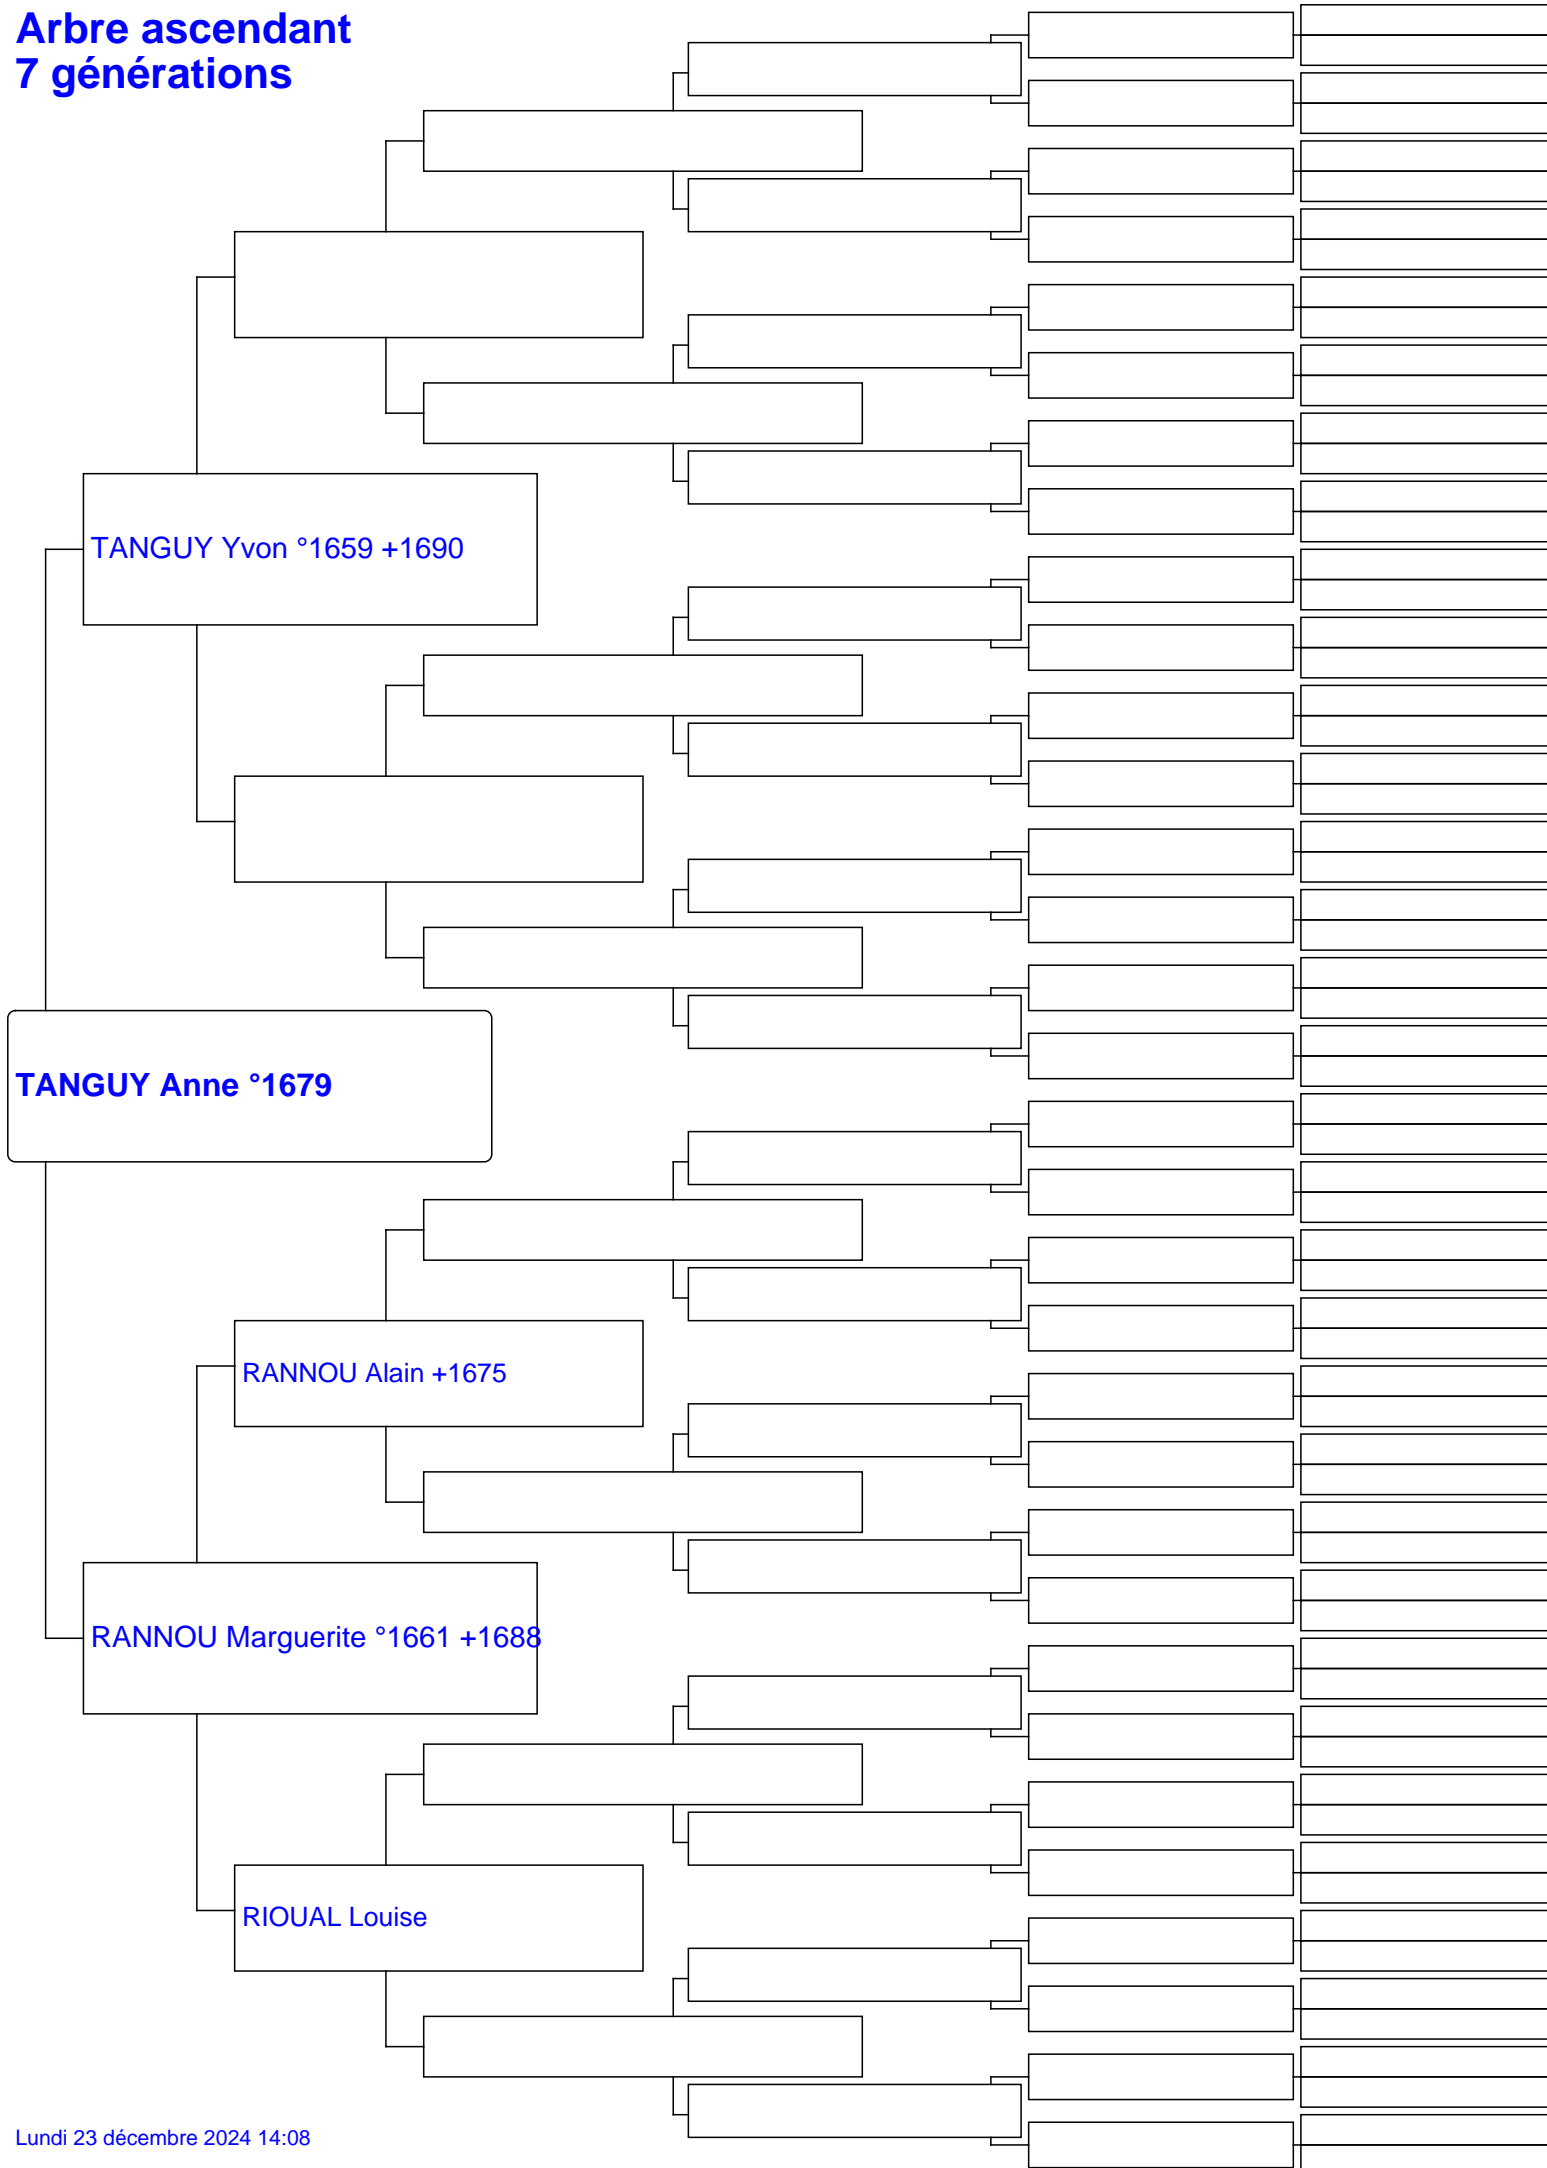 Arbre ascendant
7 générations
TANGUY Yvon °1659 +1690
TANGUY Anne °1679
RANNOU Alain +1675
RANNOU Marguerite °1661 +1688
RIOUAL Louise
Lundi 23 décembre 2024 14:08